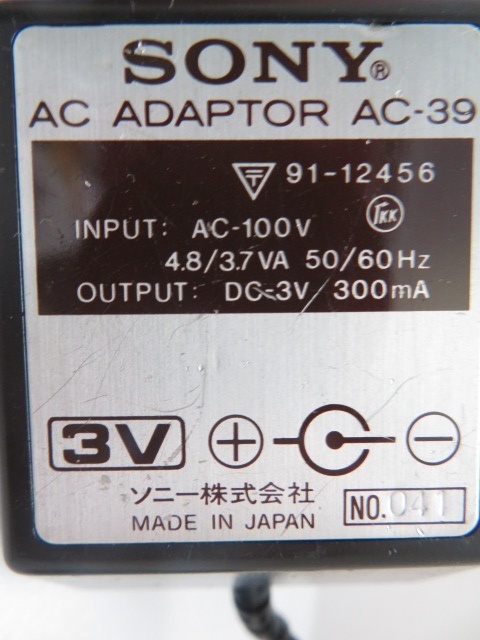 SONY®
AC ADAPTOR AC-39
〒 91-12456
INPUT: AC-100V
JKK
4.8/3.7VA 50/60Hz
OUTPUT: DC-3V 300mA
3V + -
ソニー株式会社
MADE IN JAPAN
NO. 041